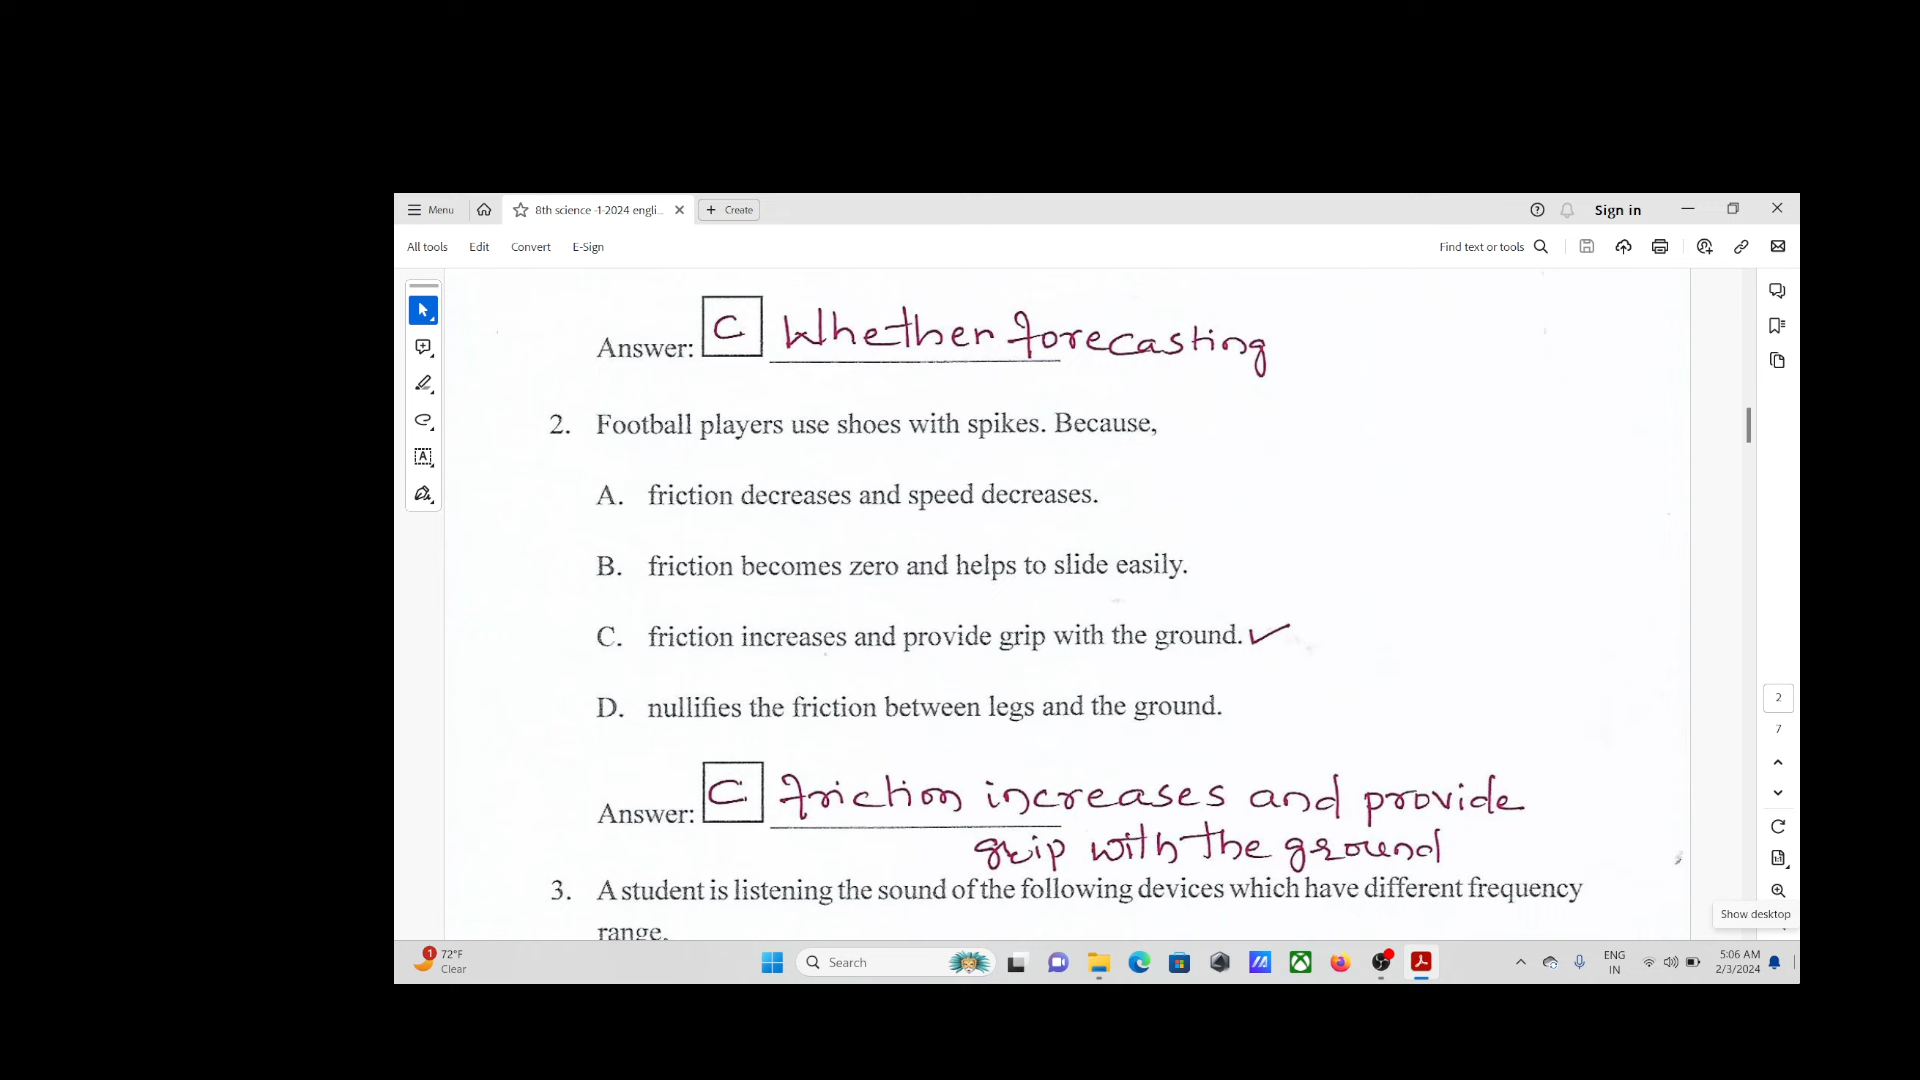 Menu
8th science -1-2024 engli...
Create
Sign in
All tools
Edit
Convert
E-Sign
Find text or tools
Answer: C Whether forecasting
2. Football players use shoes with spikes. Because,
A. friction decreases and speed decreases.
B. friction becomes zero and helps to slide easily.
C. friction increases and provide grip with the ground.
D. nullifies the friction between legs and the ground.
Answer: C friction increases and provide
grip with the ground
3. A student is listening the sound of the following devices which have different frequency
range,
2
7
Show desktop
1
72°F
Clear
Search
ENG
IN
5:06 AM
2/3/2024